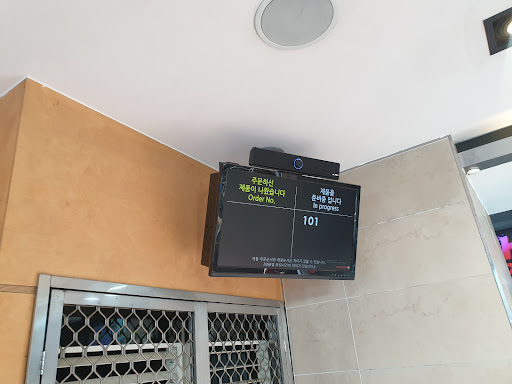 주문하신
제품이 나왔습니다
Order No.
제품을
준비중 입니다
In progress
101